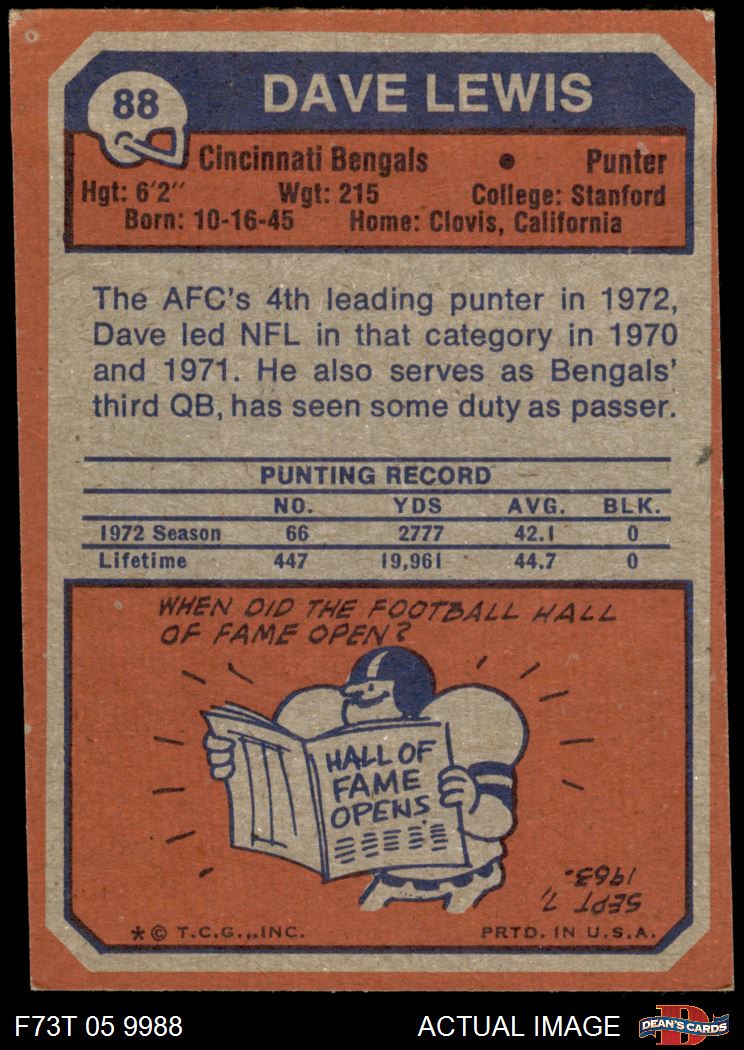 88
DAVE LEWIS
Cincinnati Bengals • Punter
Hgt: 6'2" Wgt: 215 College: Stanford
Born: 10-16-45 Home: Clovis, California
The AFC's 4th leading punter in 1972,
Dave led NFL in that category in 1970
and 1971. He also serves as Bengals'
third QB, has seen some duty as passer.
PUNTING RECORD
NO. YDS AVG. BLK.
1972 Season 66 2777 42.1 0
Lifetime 447 19,961 44.7 0
WHEN DID THE FOOTBALL HALL
OF FAME OPEN?
HALL OF
FAME
OPENS
SEPT 7,
1963.
*© T.C.G., INC. PRTD. IN U.S.A.
F73T 05 9988 ACTUAL IMAGE
D
DEAN'S CARDS